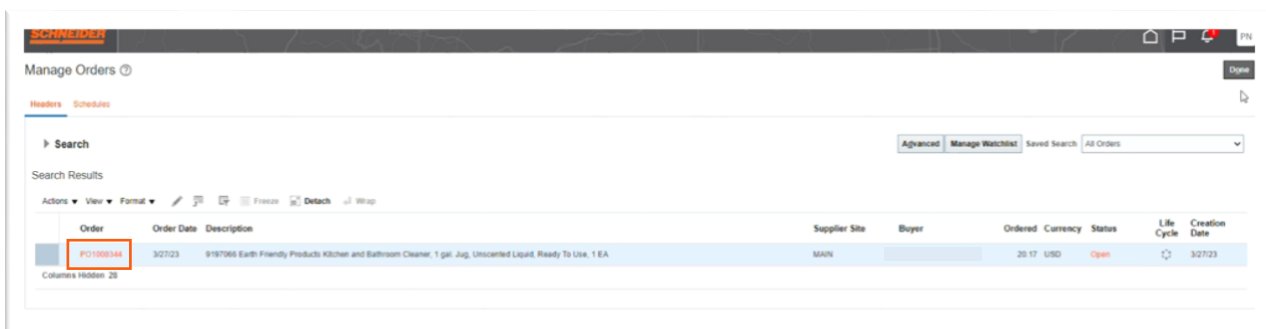 SCHNEIDER
1 PN
Manage Orders ?
Done
Headers Schedules
Search
Advanced Manage Watchlist Saved Search All Orders
Search Results
Actions View Format Freeze Detach Wrap
Order Order Date Description Supplier Site Buyer Ordered Currency Status Life Cycle Creation Date
PO1008344 3/27/23 9197066 Earth Friendly Products Kitchen and Bathroom Cleaner, 1 gal. Jug, Unscented Liquid, Ready To Use, 1 EA MAIN 20.17 USD Open 3/27/23
Columns Hidden 28